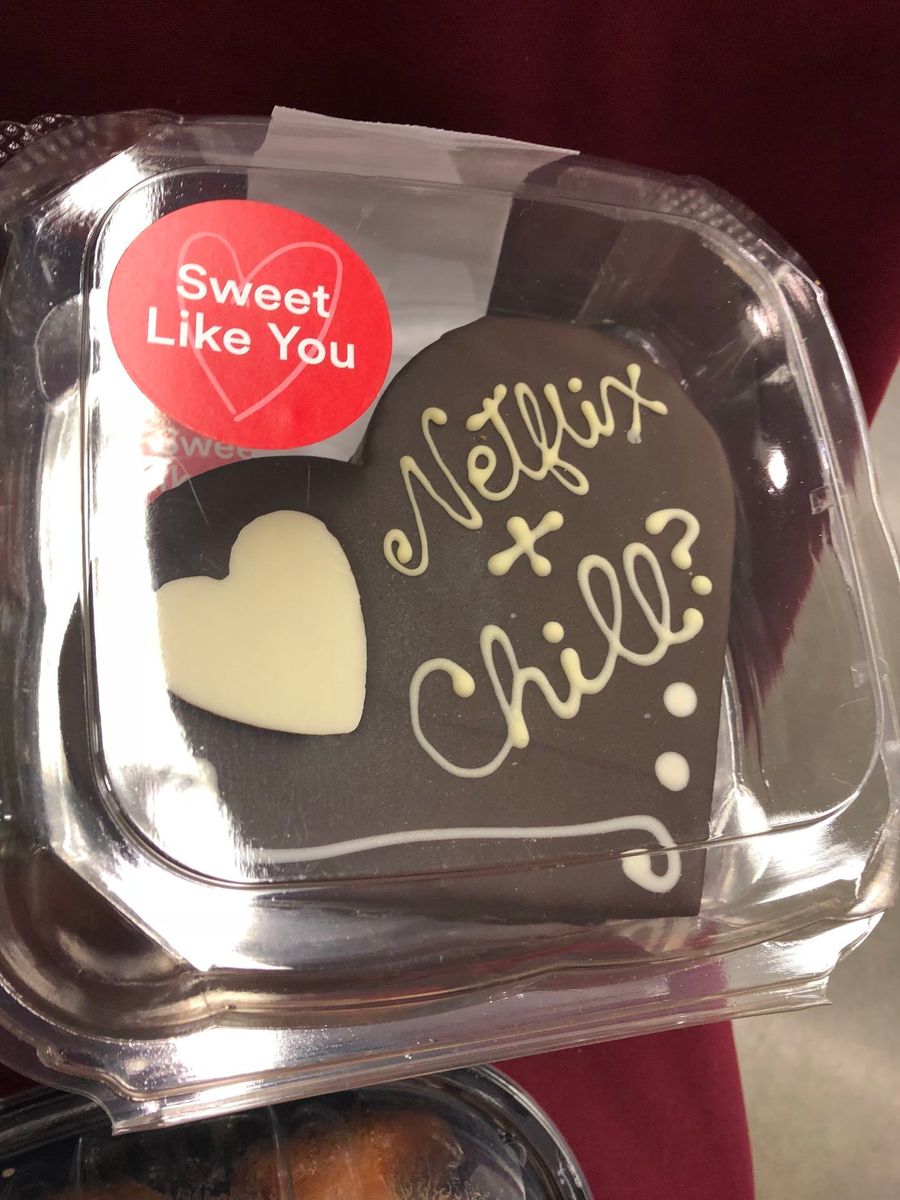 Sweet
Like You
Netflix
+
Chill?